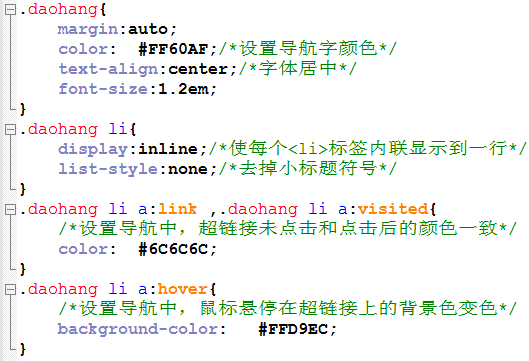 .daohang{
margin:auto;
color: #FF60AF;/*设置导航字颜色*/
text-align:center;/*字体居中*/
font-size:1.2em;
}
.daohang li{
display:inline;/*使每个<li>标签内联显示到一行*/
list-style:none;/*去掉小标题符号*/
}
.daohang li a:link ,.daohang li a:visited{
/*设置导航中，超链接未点击和点击后的颜色一致*/
color: #6C6C6C;
}
.daohang li a:hover{
/*设置导航中，鼠标悬停在超链接上的背景色变色*/
background-color: #FFD9EC;
}